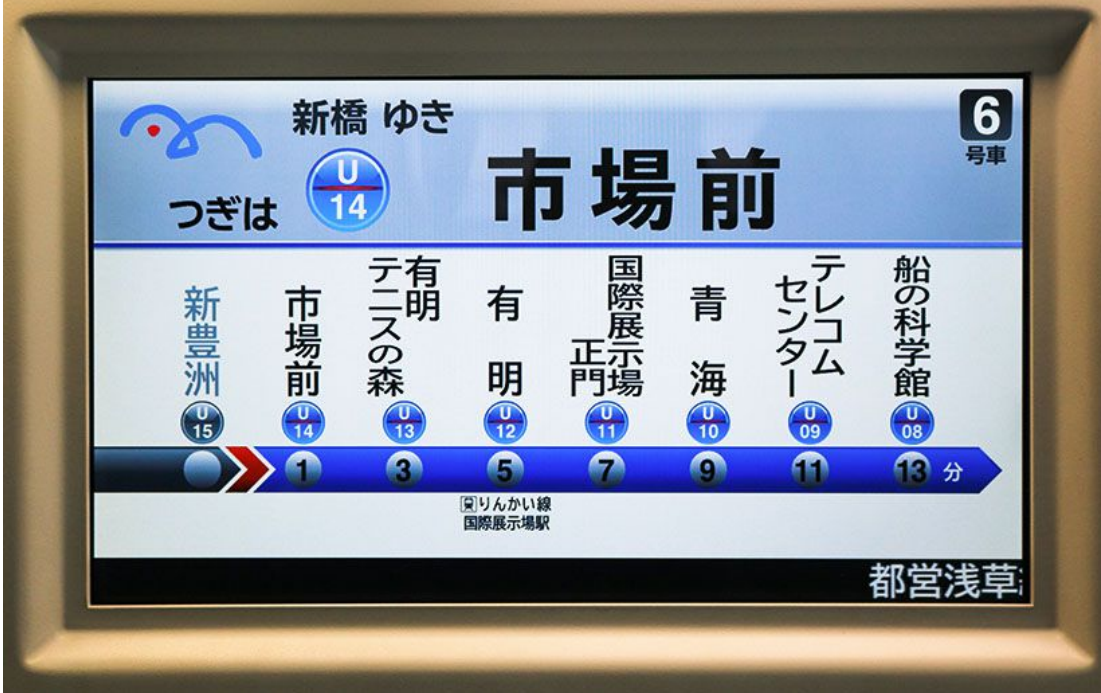 新橋 ゆき
6
号車
つぎは
U
14
市場前
新豊洲
市場前
有明
テニスの森
有明
国際展示場
正門
青海
テレコム
センター
船の科学館
U
15
U
14
U
13
U
12
U
11
U
10
U
09
U
08
1
3
5
7
9
11
13
分
りんかい線
国際展示場駅
都営浅草